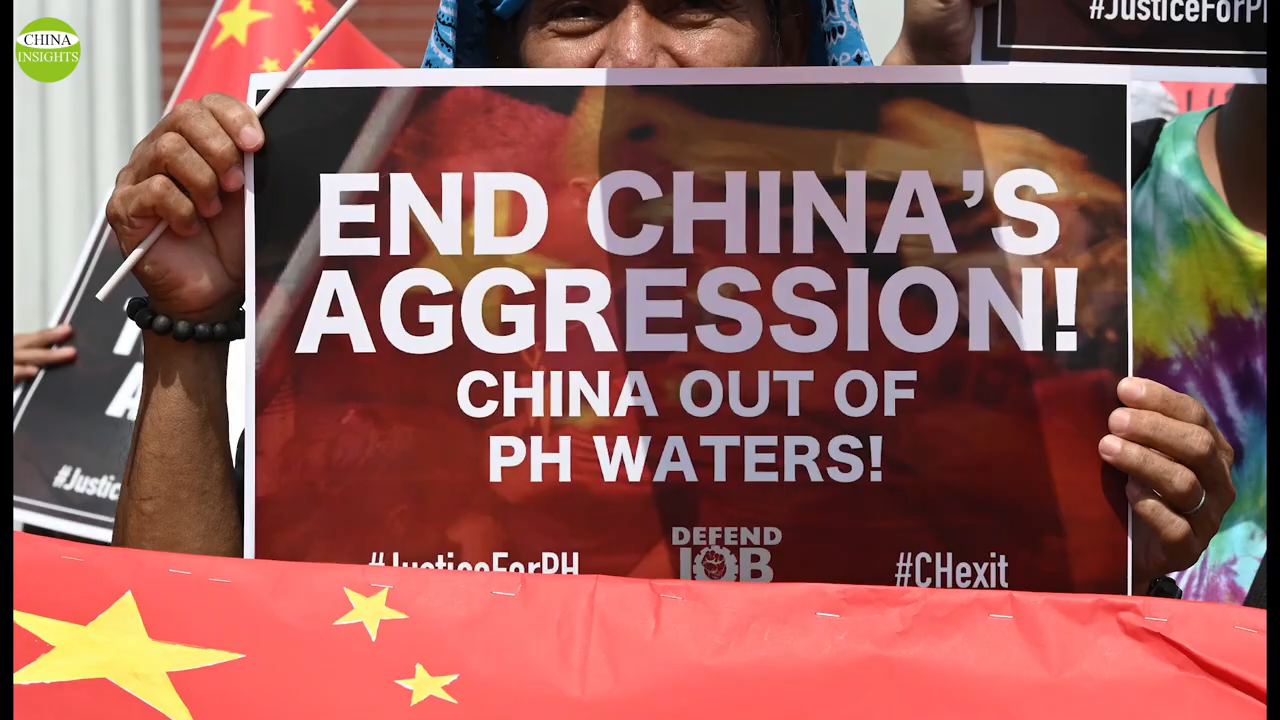 CHINA
INSIGHTS
#JusticeForP
END CHINA'S
AGGRESSION!
CHINA OUT OF
PH WATERS!
DEFEND
JOB
#JusticeForPH
#CHexit
#Justic